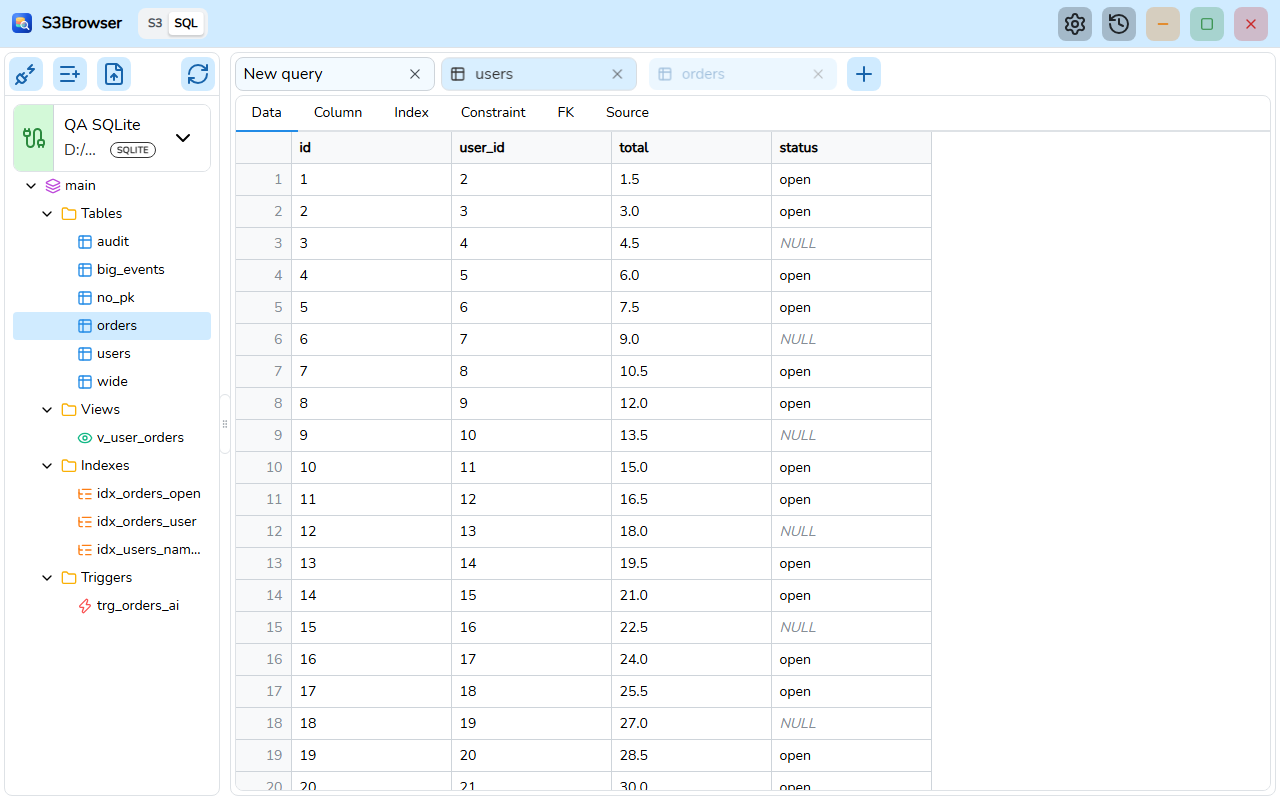 S3Browser S3 SQL
New query users orders
QA SQLite
D:/... SQLITE
main
Tables
audit
big_events
no_pk
orders
users
wide
Views
v_user_orders
Indexes
idx_orders_open
idx_orders_user
idx_users_nam...
Triggers
trg_orders_ai
Data Column Index Constraint FK Source
id user_id total status
1 1 2 1.5 open
2 2 3 3.0 open
3 3 4 4.5 NULL
4 4 5 6.0 open
5 5 6 7.5 open
6 6 7 9.0 NULL
7 7 8 10.5 open
8 8 9 12.0 open
9 9 10 13.5 NULL
10 10 11 15.0 open
11 11 12 16.5 open
12 12 13 18.0 NULL
13 13 14 19.5 open
14 14 15 21.0 open
15 15 16 22.5 NULL
16 16 17 24.0 open
17 17 18 25.5 open
18 18 19 27.0 NULL
19 19 20 28.5 open
20 20 21 30.0 open